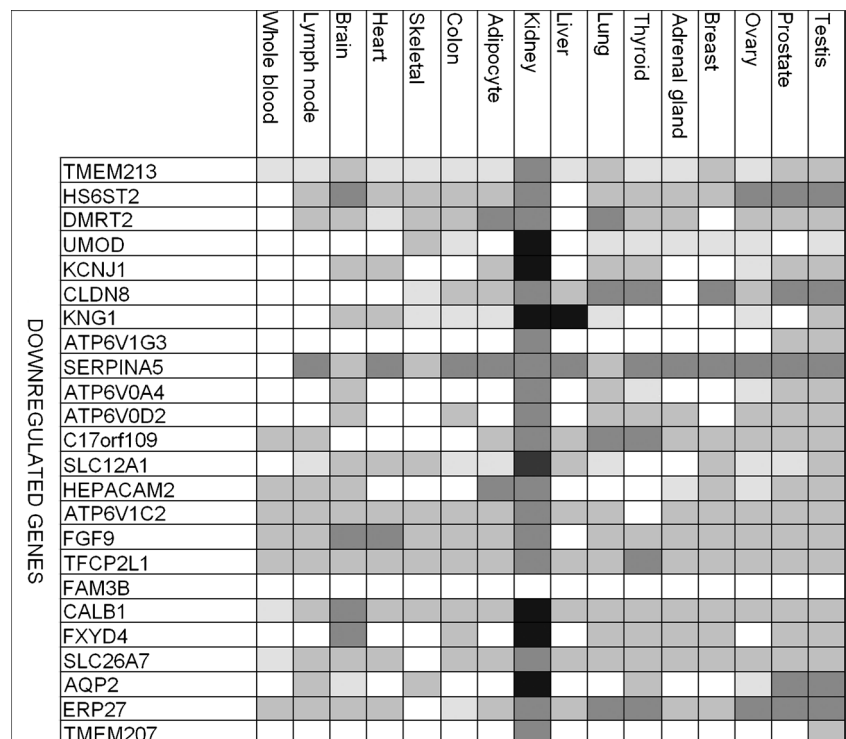 Whole blood
Lymph node
Brain
Heart
Skeletal
Colon
Adipocyte
Kidney
Liver
Lung
Thyroid
Adrenal gland
Breast
Ovary
Prostate
Testis
DOWNREGULATED GENES
TMEM213
HS6ST2
DMRT2
UMOD
KCNJ1
CLDN8
KNG1
ATP6V1G3
SERPINA5
ATP6V0A4
ATP6V0D2
C17orf109
SLC12A1
HEPACAM2
ATP6V1C2
FGF9
TFCP2L1
FAM3B
CALB1
FXYD4
SLC26A7
AQP2
ERP27
TMEM207